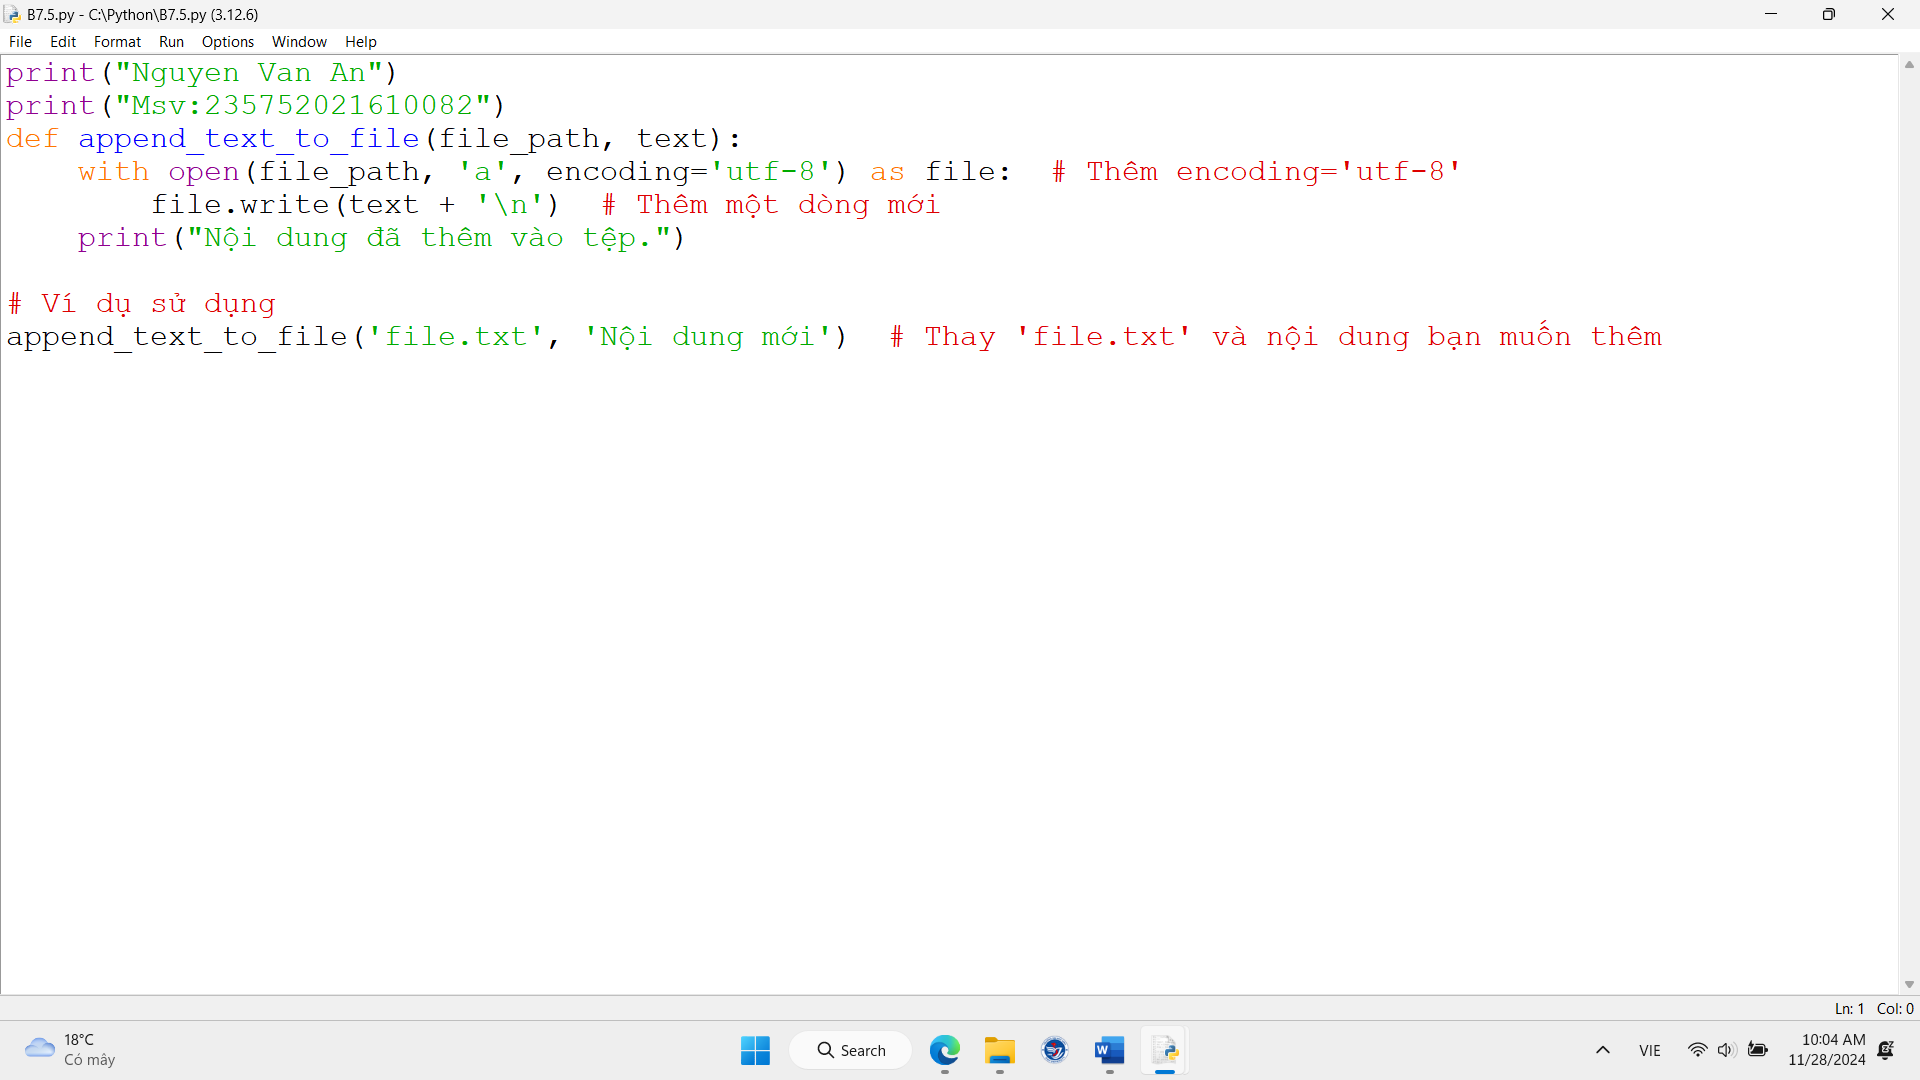 B7.5.py - C:\Python\B7.5.py (3.12.6)
File Edit Format Run Options Window Help
print("Nguyen Van An")
print("Msv:235752021610082")
def append_text_to_file(file_path, text):
    with open(file_path, 'a', encoding='utf-8') as file:  # Thêm encoding='utf-8'
        file.write(text + '\n')  # Thêm một dòng mới
    print("Nội dung đã thêm vào tệp.")

# Ví dụ sử dụng
append_text_to_file('file.txt', 'Nội dung mới')  # Thay 'file.txt' và nội dung bạn muốn thêm
Ln: 1 Col: 0
18°C
Có mây
Search
W
VIE
10:04 AM
11/28/2024